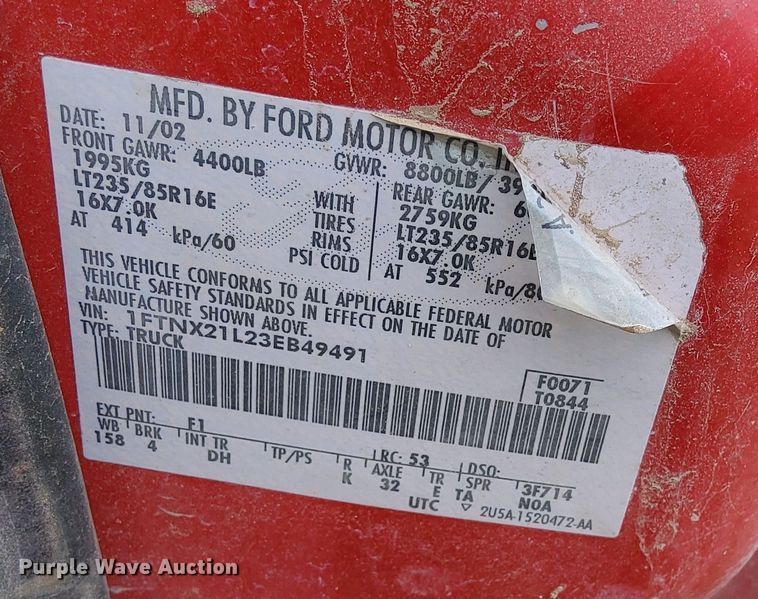 MFD. BY FORD MOTOR CO.
DATE: 11/02 GVWR: 8800LB/ 39
FRONT GAWR: 4400LB REAR GAWR:
1995KG WITH 2759KG
LT235/85R16E TIRES LT235/85R16E
16X7.0K RIMS 16X7.0K
AT 414 kPa/60 PSI COLD AT 552 kPa/80
THIS VEHICLE CONFORMS TO ALL APPLICABLE FEDERAL MOTOR
VEHICLE SAFETY STANDARDS IN EFFECT ON THE DATE OF
MANUFACTURE SHOWN ABOVE.
VIN: 1FTNX21L23EB49491
TYPE: TRUCK
F0071
T0844
EXT PNT: F1 RC: 53 DSO:
WB BRK INT TR TP/PS R AXLE TR SPR 3F714
158 4 DH K 32 E TA NOA
UTC ▽ 2U5A-1520472-AA
Purple Wave Auction